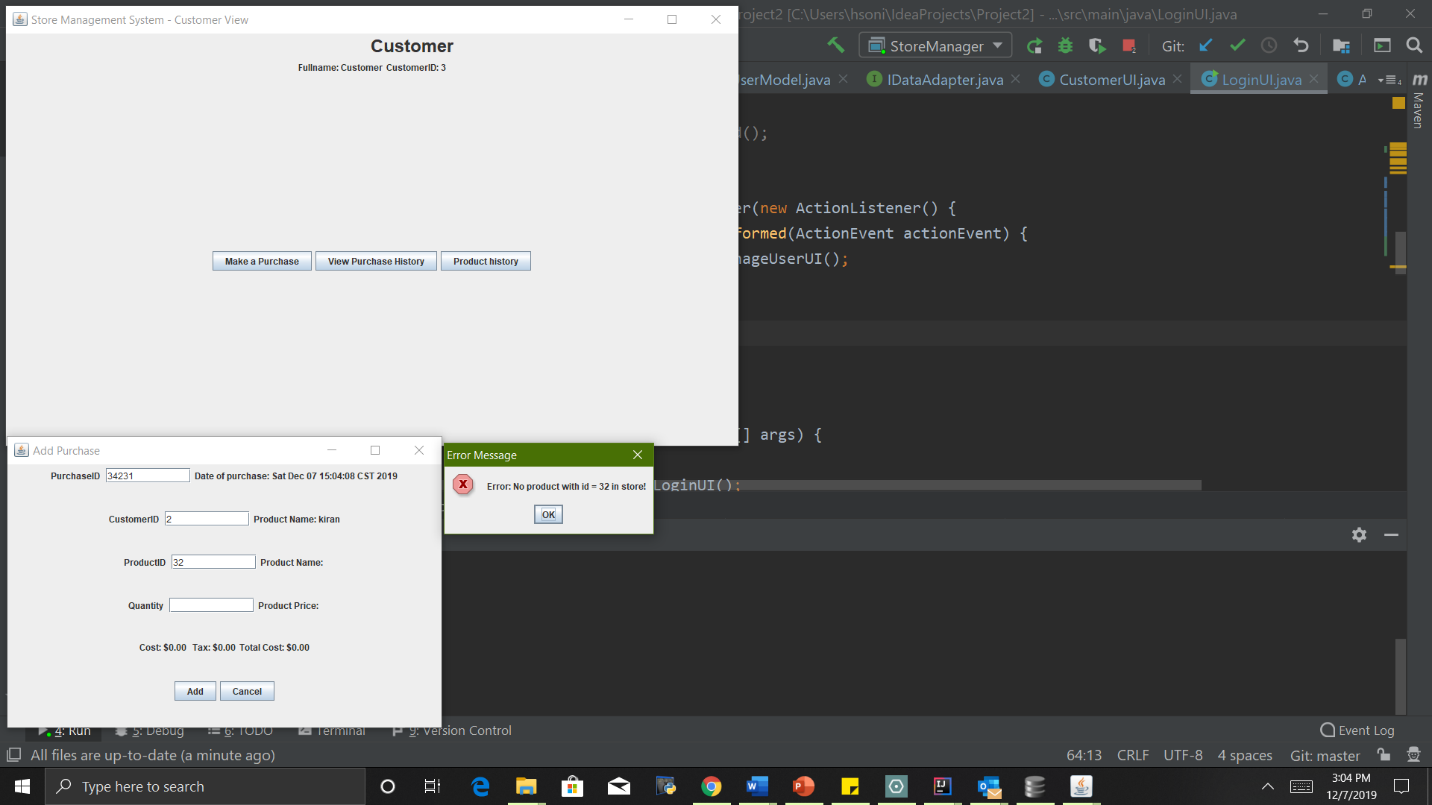 Store Management System - Customer View
Customer
Fullname: Customer CustomerID: 3
Make a Purchase View Purchase History Product history
Add Purchase
PurchaseID 34231 Date of purchase: Sat Dec 07 15:04:08 CST 2019
CustomerID 2 Product Name: kiran
ProductID 32 Product Name:
Quantity Product Price:
Cost: $0.00 Tax: $0.00 Total Cost: $0.00
Add Cancel
Error Message
Error: No product with id = 32 in store!
OK
roject2 [C:\Users\hsoni\IdeaProjects\Project2] - ...\src\main\java\LoginUI.java
StoreManager Git:
serModel.java IDataAdapter.java CustomerUI.java LoginUI.java A
m Maven
();
er(new ActionListener() {
formed(ActionEvent actionEvent) {
nageUserUI();
[] args) {
LoginUI();
4: Run 5: Debug 6: TODO Terminal 9: Version Control Event Log
All files are up-to-date (a minute ago) 64:13 CRLF UTF-8 4 spaces Git: master
Type here to search
3:04 PM
12/7/2019